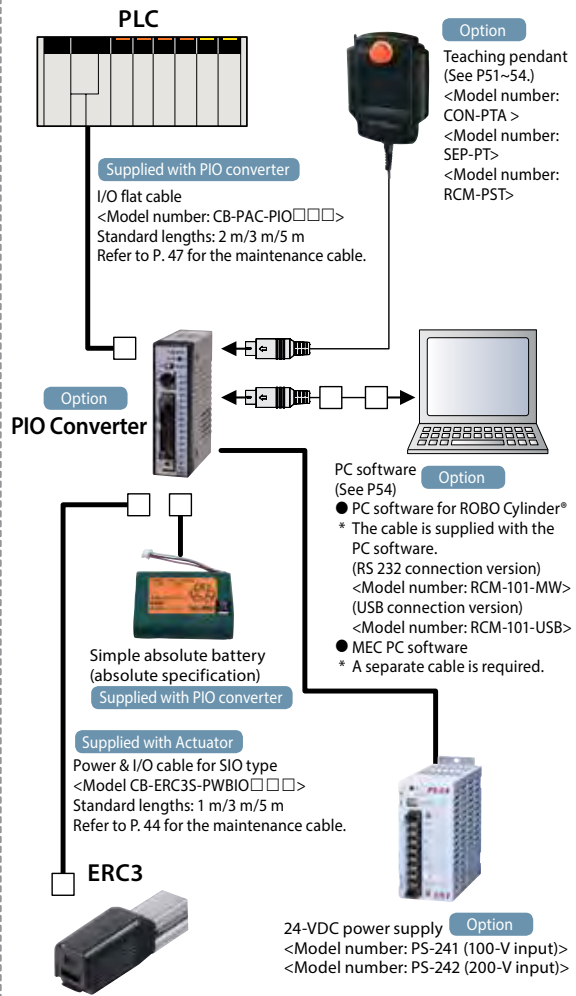 PLC
Option
Teaching pendant
(See P51~54.)
<Model number:
CON-PTA >
<Model number:
SEP-PT>
<Model number:
RCM-PST>
Supplied with PIO converter
I/O flat cable
<Model number: CB-PAC-PIO□□□>
Standard lengths: 2 m/3 m/5 m
Refer to P. 47 for the maintenance cable.
Option
PIO Converter
PC software
(See P54)
Option
● PC software for ROBO Cylinder®
* The cable is supplied with the
PC software.
(RS 232 connection version)
<Model number: RCM-101-MW>
(USB connection version)
<Model number: RCM-101-USB>
● MEC PC software
* A separate cable is required.
Simple absolute battery
(absolute specification)
Supplied with PIO converter
Supplied with Actuator
Power & I/O cable for SIO type
<Model CB-ERC3S-PWBIO□□□>
Standard lengths: 1 m/3 m/5 m
Refer to P. 44 for the maintenance cable.
ERC3
PS-24
24-VDC power supply
Option
<Model number: PS-241 (100-V input)>
<Model number: PS-242 (200-V input)>